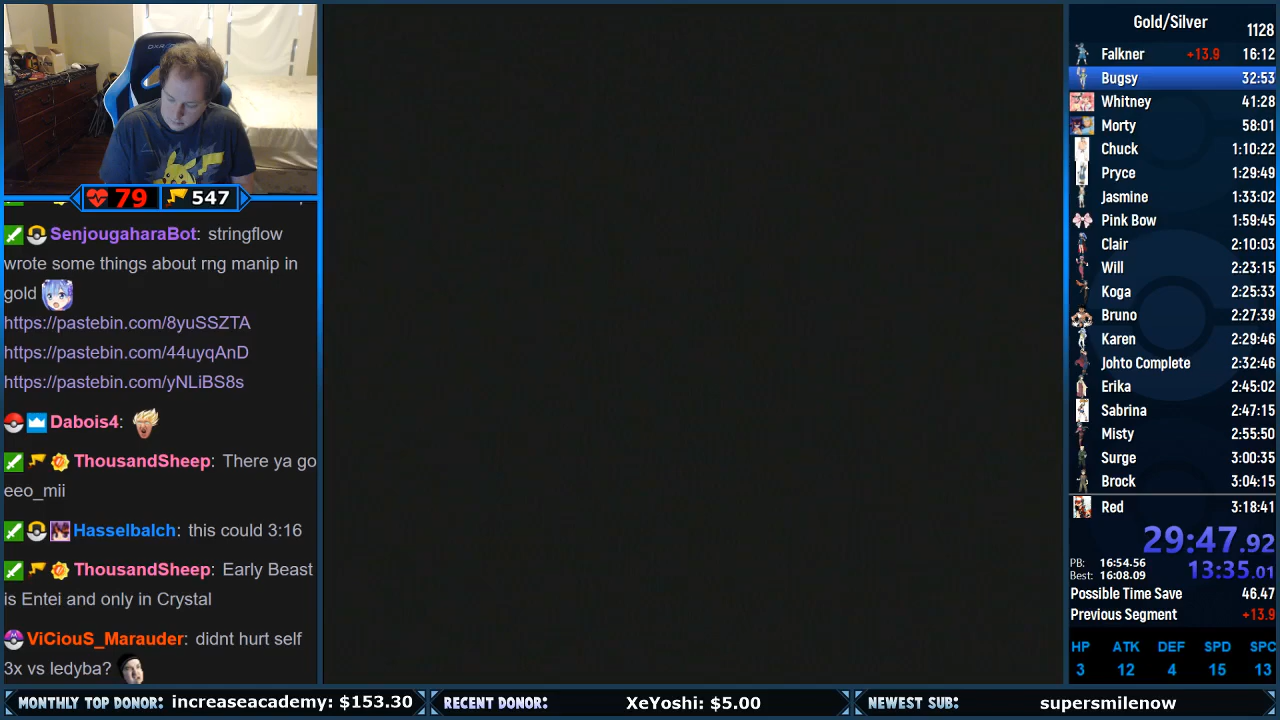 79
547
SenjougaharaBot: stringflow
wrote some things about rng manip in
gold
https://pastebin.com/8yuSSZTA
https://pastebin.com/44uyqAnD
https://pastebin.com/yNLiBS8s
Dabois4:
ThousandSheep: There ya go
eeo_mii
Hasselbalch: this could 3:16
ThousandSheep: Early Beast
is Entei and only in Crystal
ViCiouS_Marauder: didnt hurt self
3x vs ledyba?
Gold/Silver
1128
Falkner +13.9 16:12
Bugsy 32:53
Whitney 41:28
Morty 58:01
Chuck 1:10:22
Pryce 1:29:49
Jasmine 1:33:02
Pink Bow 1:59:45
Clair 2:10:03
Will 2:23:15
Koga 2:25:33
Bruno 2:27:39
Karen 2:29:46
Johto Complete 2:32:46
Erika 2:45:02
Sabrina 2:47:15
Misty 2:55:50
Surge 3:00:35
Brock 3:04:15
Red 3:18:41
29:47.92
PB: 16:54.56
Best: 16:08.09
13:35.01
Possible Time Save 46.47
Previous Segment +13.9
HP ATK DEF SPD SPC
3 12 4 15 13
MONTHLY TOP DONOR: increaseacademy: $153.30
RECENT DONOR: XeYoshi: $5.00
NEWEST SUB: supersmilenow